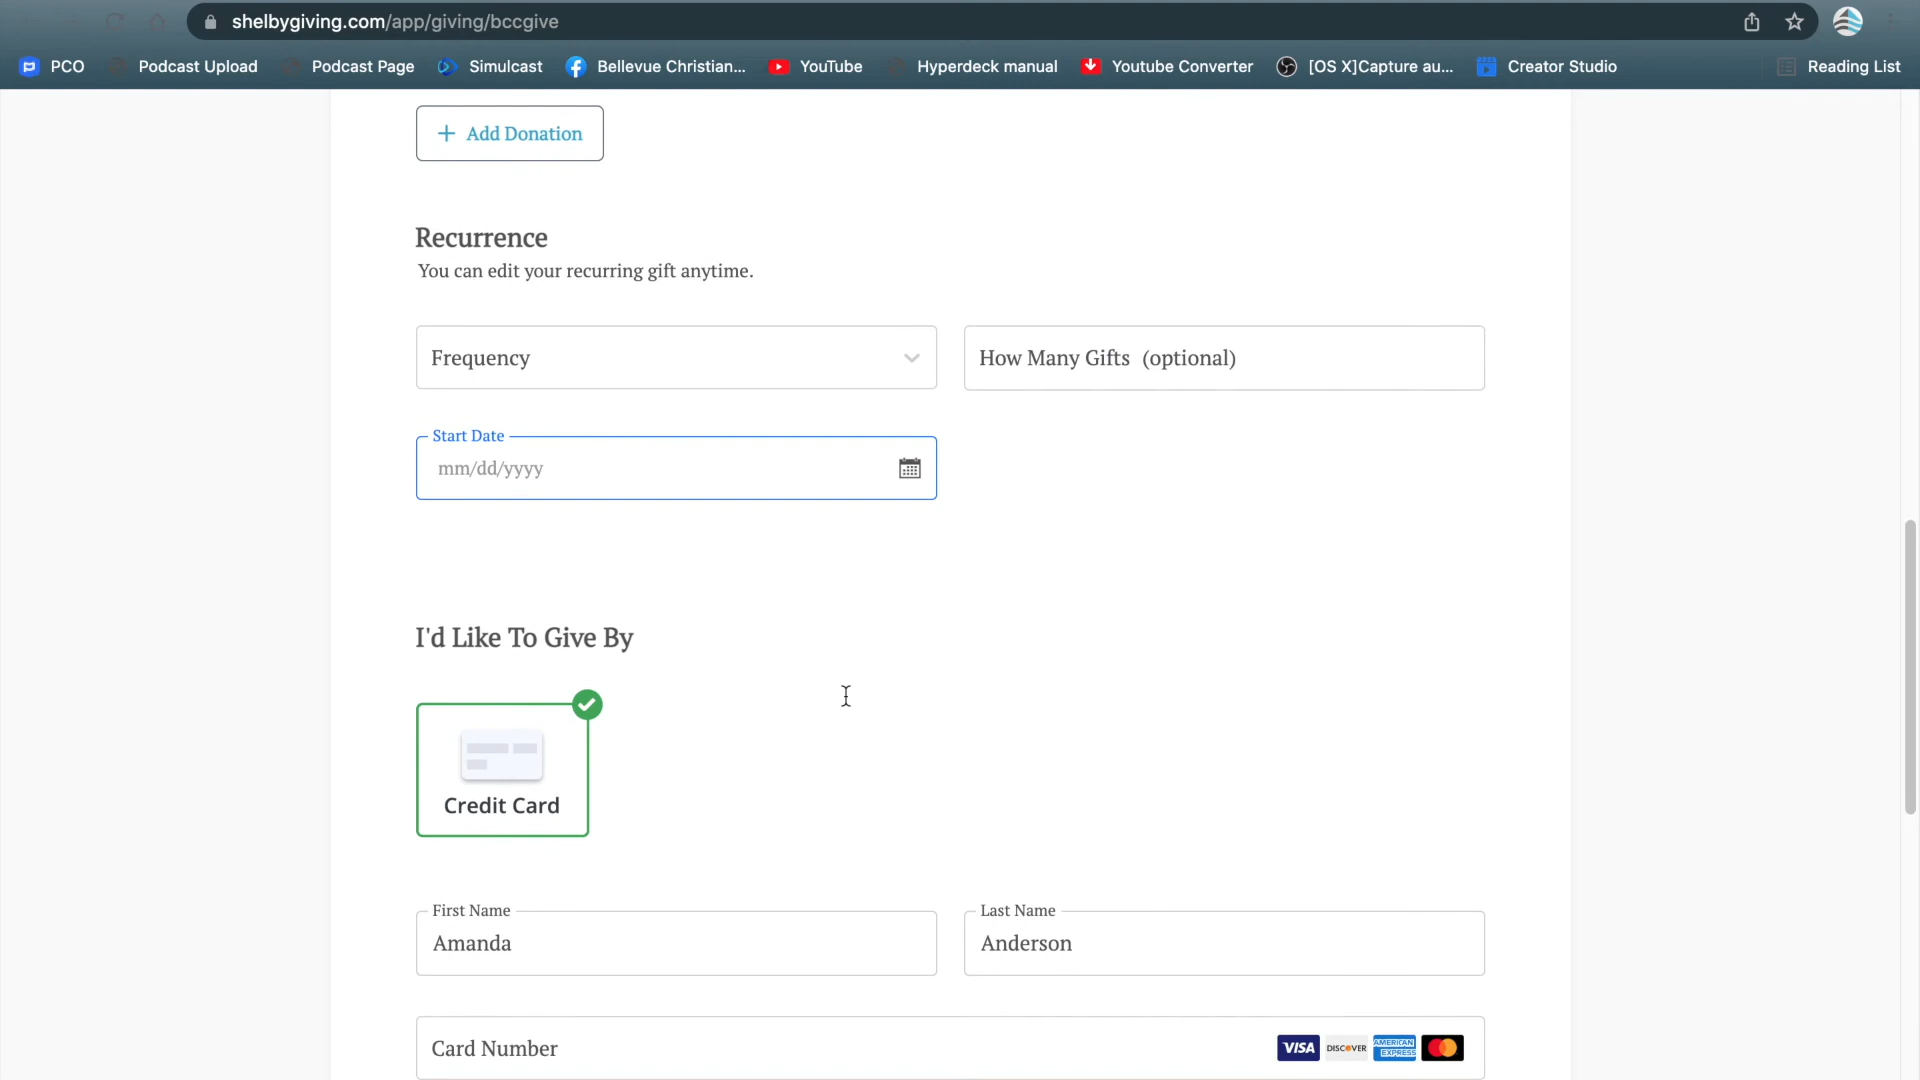 shelbygiving.com/app/giving/bccgive
PCO Podcast Upload Podcast Page Simulcast Bellevue Christian... YouTube Hyperdeck manual Youtube Converter [OS X]Capture au... Creator Studio Reading List
+ Add Donation
Recurrence
You can edit your recurring gift anytime.
Frequency
How Many Gifts (optional)
Start Date
mm/dd/yyyy
I'd Like To Give By
Credit Card
First Name
Amanda
Last Name
Anderson
Card Number
VISA DISCOVER AMERICAN EXPRESS